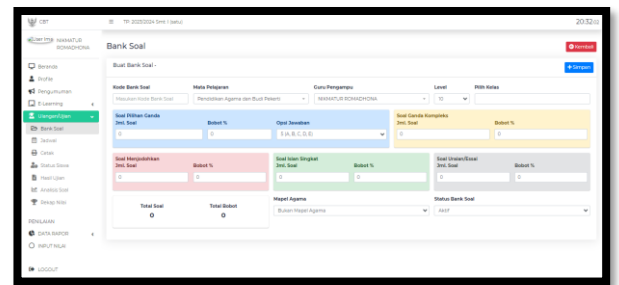 CBT
TP: 2023/2024 Smt: I (satu)
20:32
NIAMATUR ROMADHONA
Bank Soal
Kembali
Beranda
Profile
Pengumuman
E-Learning
Ulangan/Ujian
Bank Soal
Jadwal
Cetak
Status Siswa
Hasil Ujian
Analisis Soal
Rekap Nilai
PENILAIAN
DATA RAPOR
INPUT NILAI
LOGOUT
Buat Bank Soal -
Simpan
Kode Bank Soal
Mata Pelajaran
Guru Pengampu
Level
Pilih Kelas
Masukan Kode Bank Soal
Pendidikan Agama dan Budi Pekerti
NIAMATUR ROMADHONA
10
Soal Pilihan Ganda
Jml. Soal
Bobot %
Opsi Jawaban
0
0
5 (A, B, C, D, E)
Soal Ganda Kompleks
Jml. Soal
Bobot %
0
0
Soal Menjodohkan
Jml. Soal
Bobot %
0
0
Soal Isian Singkat
Jml. Soal
Bobot %
0
0
Soal Uraian/Essai
Jml. Soal
Bobot %
0
0
Total Soal
0
Total Bobot
0
Mapel Agama
Bukan Mapel Agama
Status Bank Soal
Aktif